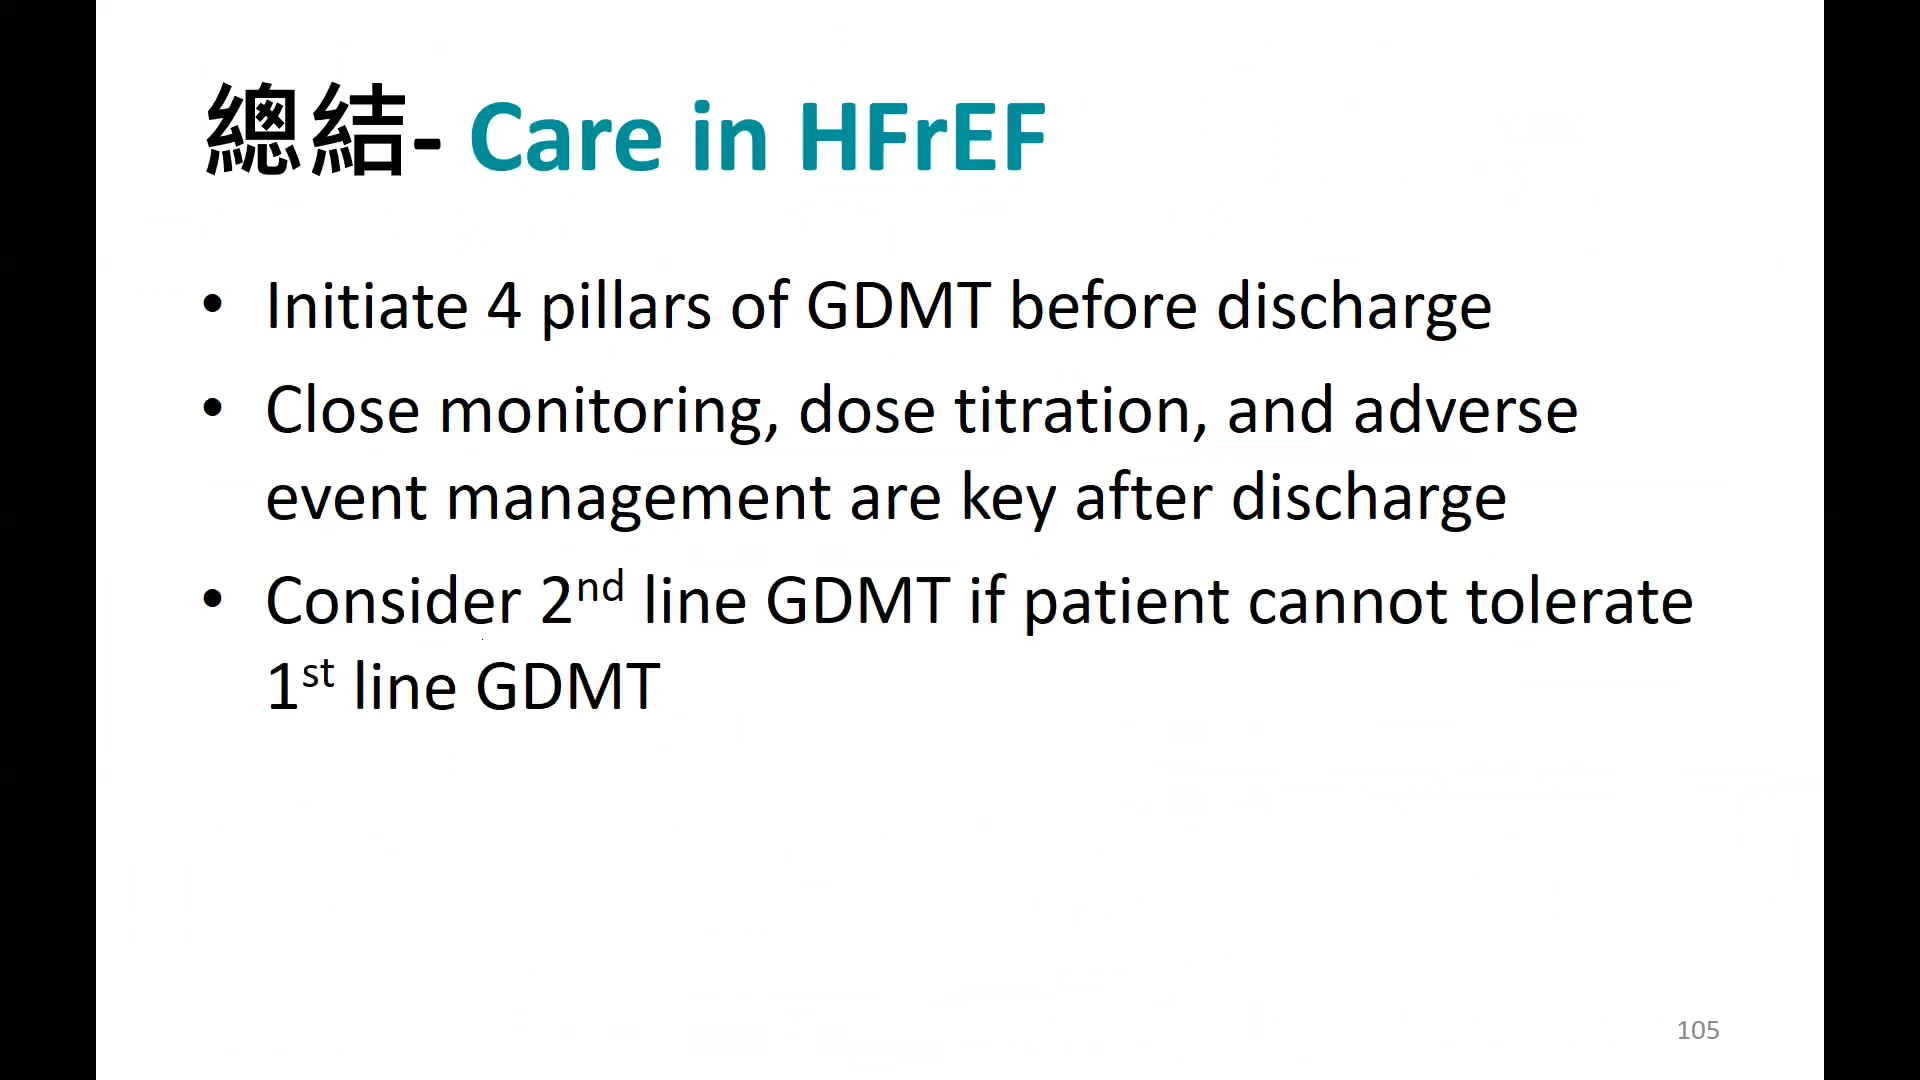 總結- Care in HFrEF
• Initiate 4 pillars of GDMT before discharge
• Close monitoring, dose titration, and adverse
event management are key after discharge
• Consider 2nd line GDMT if patient cannot tolerate
1st line GDMT
105